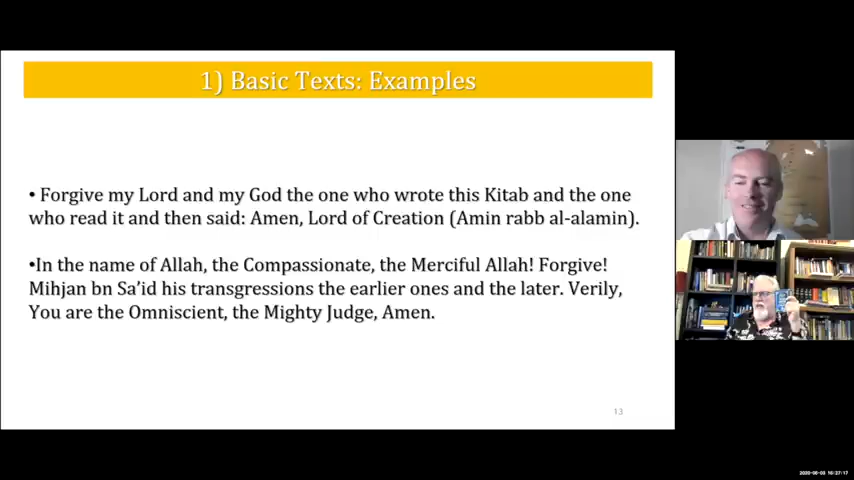 1) Basic Texts: Examples
• Forgive my Lord and my God the one who wrote this Kitab and the one
who read it and then said: Amen, Lord of Creation (Amin rabb al-alamin).
•In the name of Allah, the Compassionate, the Merciful Allah! Forgive!
Mihjan bn Sa’id his transgressions the earlier ones and the later. Verily,
You are the Omniscient, the Mighty Judge, Amen.
13